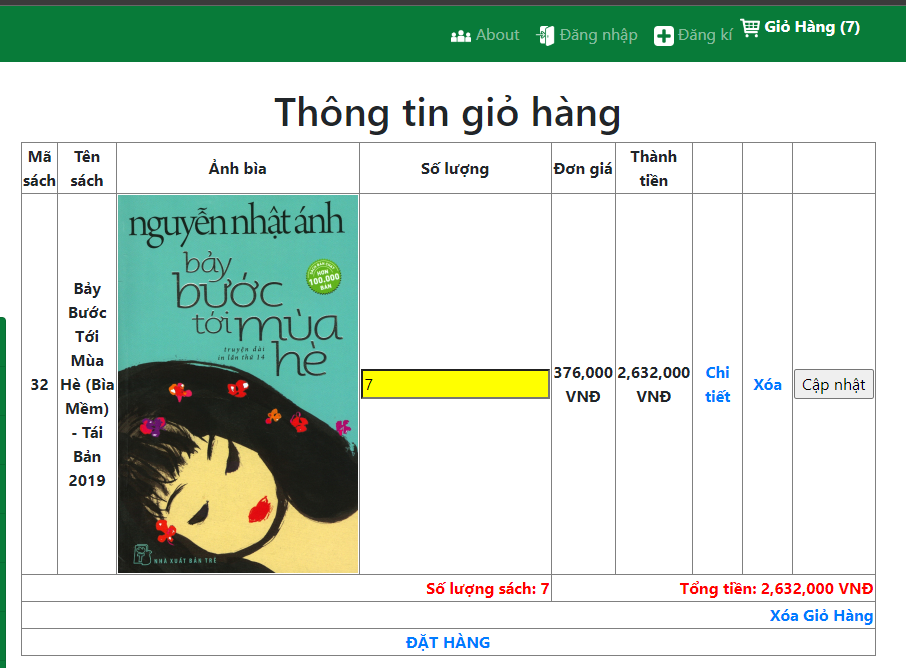 About Đăng nhập Đăng kí Giỏ Hàng (7)
Thông tin giỏ hàng
Mã sách Tên sách Ảnh bìa Số lượng Đơn giá Thành tiền
32
Bảy
Bước
Tới
Mùa
Hè (Bìa
Mềm)
- Tái
Bản
2019
nguyễn nhật ánh
bảy
bước
tới mùa
hè
truyện dài
in lần thứ 14
HƠN
100.000
BẢN
NHÀ XUẤT BẢN TRẺ
7
376,000
VNĐ
2,632,000
VNĐ
Chi
tiết
Xóa
Cập nhật
Số lượng sách: 7 Tổng tiền: 2,632,000 VNĐ
Xóa Giỏ Hàng
ĐẶT HÀNG